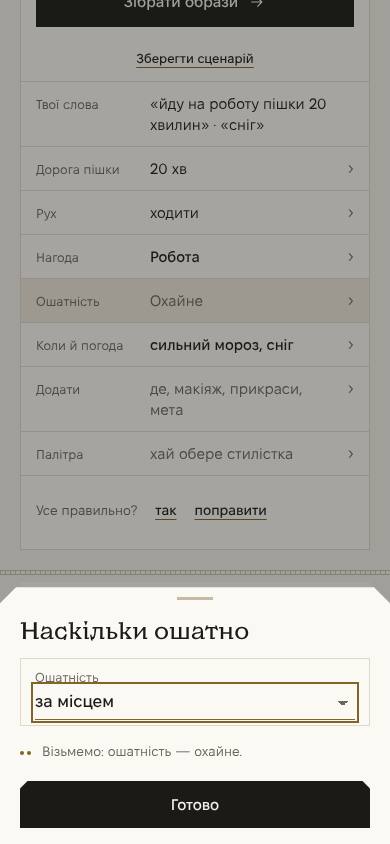 Зібрати образи →
Зберегти сценарій
Твої слова «йду на роботу пішки 20
хвилин» · «сніг»
Дорога пішки 20 хв ›
Рух ходити ›
Нагода Робота ›
Ошатність Охайне ›
Коли й погода сильний мороз, сніг ›
Додати де, макіяж, прикраси, ›
мета
Палітра хай обере стилістка ›
Усе правильно? так поправити
Наскільки ошатно
Ошатність
за місцем
Візьмемо: ошатність — охайне.
Готово